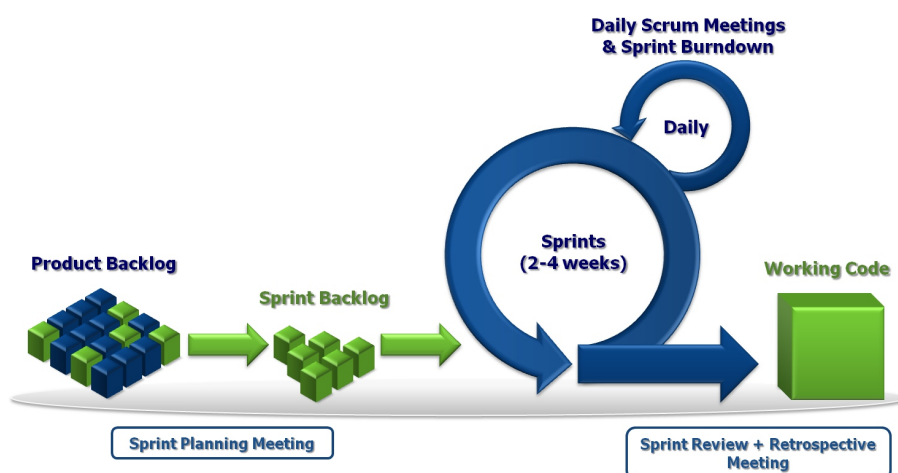 Daily Scrum Meetings
& Sprint Burndown
Daily
Sprints
(2-4 weeks)
Product Backlog
Sprint Backlog
Working Code
Sprint Planning Meeting
Sprint Review + Retrospective
Meeting